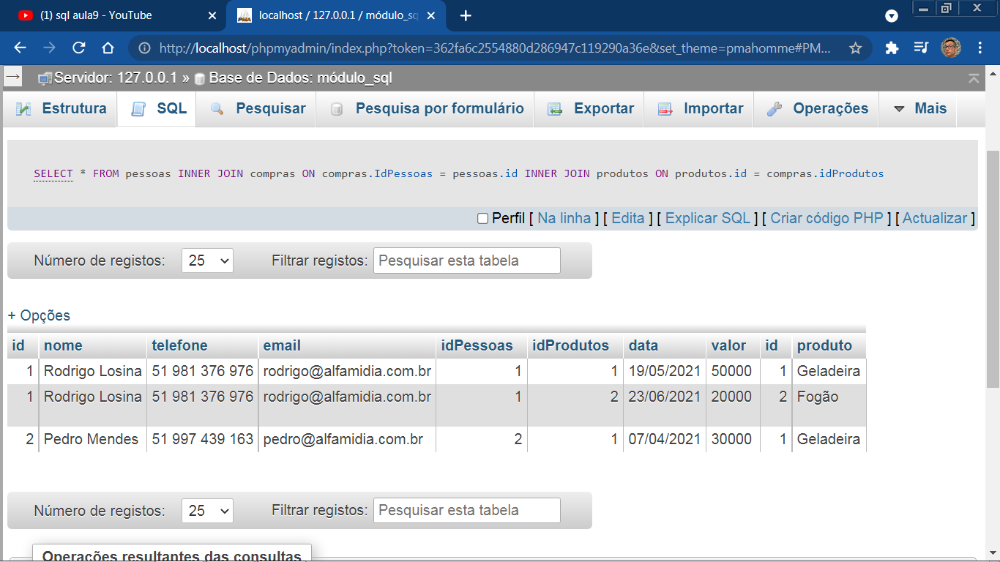 (1) sql aula9 - YouTube
localhost / 127.0.0.1 / módulo_sq
http://localhost/phpmyadmin/index.php?token=362fa6c2554880d286947c119290a36e&set_theme=pmahomme#PM...
Servidor: 127.0.0.1 » Base de Dados: módulo_sql
Estrutura SQL Pesquisar Pesquisa por formulário Exportar Importar Operações Mais
SELECT * FROM pessoas INNER JOIN compras ON compras.IdPessoas = pessoas.id INNER JOIN produtos ON produtos.id = compras.idProdutos
Perfil [ Na linha ] [ Edita ] [ Explicar SQL ] [ Criar código PHP ] [ Actualizar ]
Número de registos: 25 Filtrar registos: Pesquisar esta tabela
+ Opções
id nome telefone email idPessoas idProdutos data valor id produto
1 Rodrigo Losina 51 981 376 976 rodrigo@alfamidia.com.br 1 1 19/05/2021 50000 1 Geladeira
1 Rodrigo Losina 51 981 376 976 rodrigo@alfamidia.com.br 1 2 23/06/2021 20000 2 Fogão
2 Pedro Mendes 51 997 439 163 pedro@alfamidia.com.br 2 1 07/04/2021 30000 1 Geladeira
Número de registos: 25 Filtrar registos: Pesquisar esta tabela
Operações resultantes das consultas